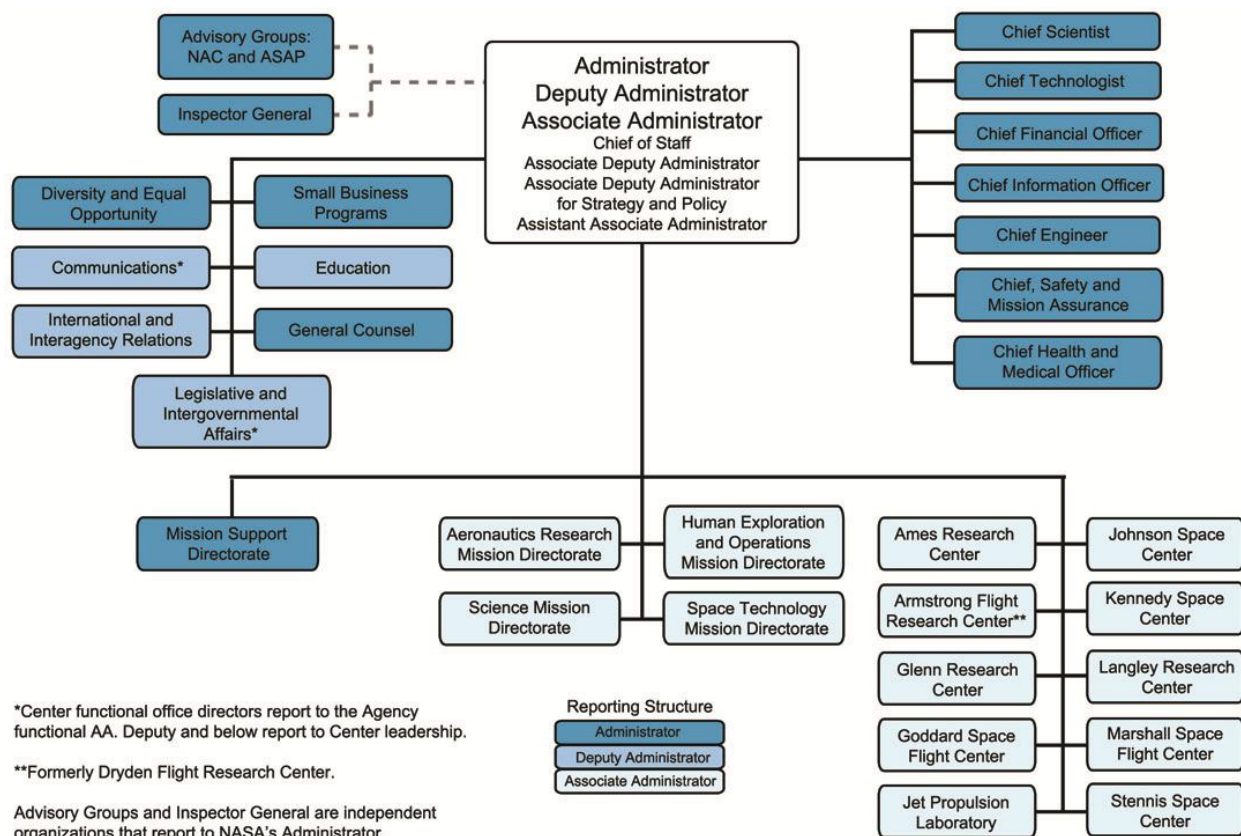 Advisory Groups:
NAC and ASAP
Inspector General
Administrator
Deputy Administrator
Associate Administrator
Chief of Staff
Associate Deputy Administrator
Associate Deputy Administrator
for Strategy and Policy
Assistant Associate Administrator
Chief Scientist
Chief Technologist
Chief Financial Officer
Chief Information Officer
Chief Engineer
Chief, Safety and
Mission Assurance
Chief Health and
Medical Officer
Diversity and Equal
Opportunity
Small Business
Programs
Communications*
Education
International and
Interagency Relations
General Counsel
Legislative and
Intergovernmental
Affairs*
Mission Support
Directorate
Aeronautics Research
Mission Directorate
Human Exploration
and Operations
Mission Directorate
Science Mission
Directorate
Space Technology
Mission Directorate
Ames Research
Center
Johnson Space
Center
Armstrong Flight
Research Center**
Kennedy Space
Center
Glenn Research
Center
Langley Research
Center
Goddard Space
Flight Center
Marshall Space
Flight Center
Jet Propulsion
Laboratory
Stennis Space
Center
*Center functional office directors report to the Agency
functional AA. Deputy and below report to Center leadership.
**Formerly Dryden Flight Research Center.
Advisory Groups and Inspector General are independent
organizations that report to NASA's Administrator
Reporting Structure
Administrator
Deputy Administrator
Associate Administrator